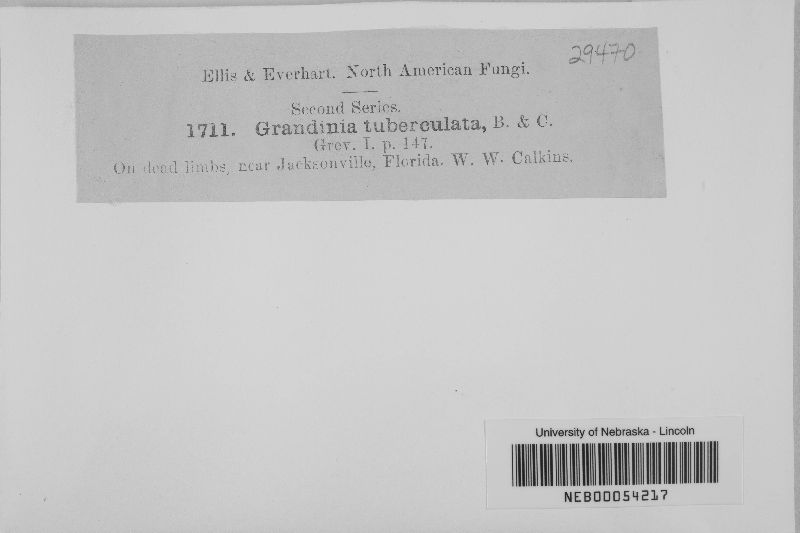 29470
Ellis & Everhart. North American Fungi.
Second Series.
1711. Grandinia tuberculata, B. & C.
Grev. I. p. 147.
On dead limbs, near Jacksonville, Florida. W. W. Calkins.
University of Nebraska - Lincoln
NEB00054217